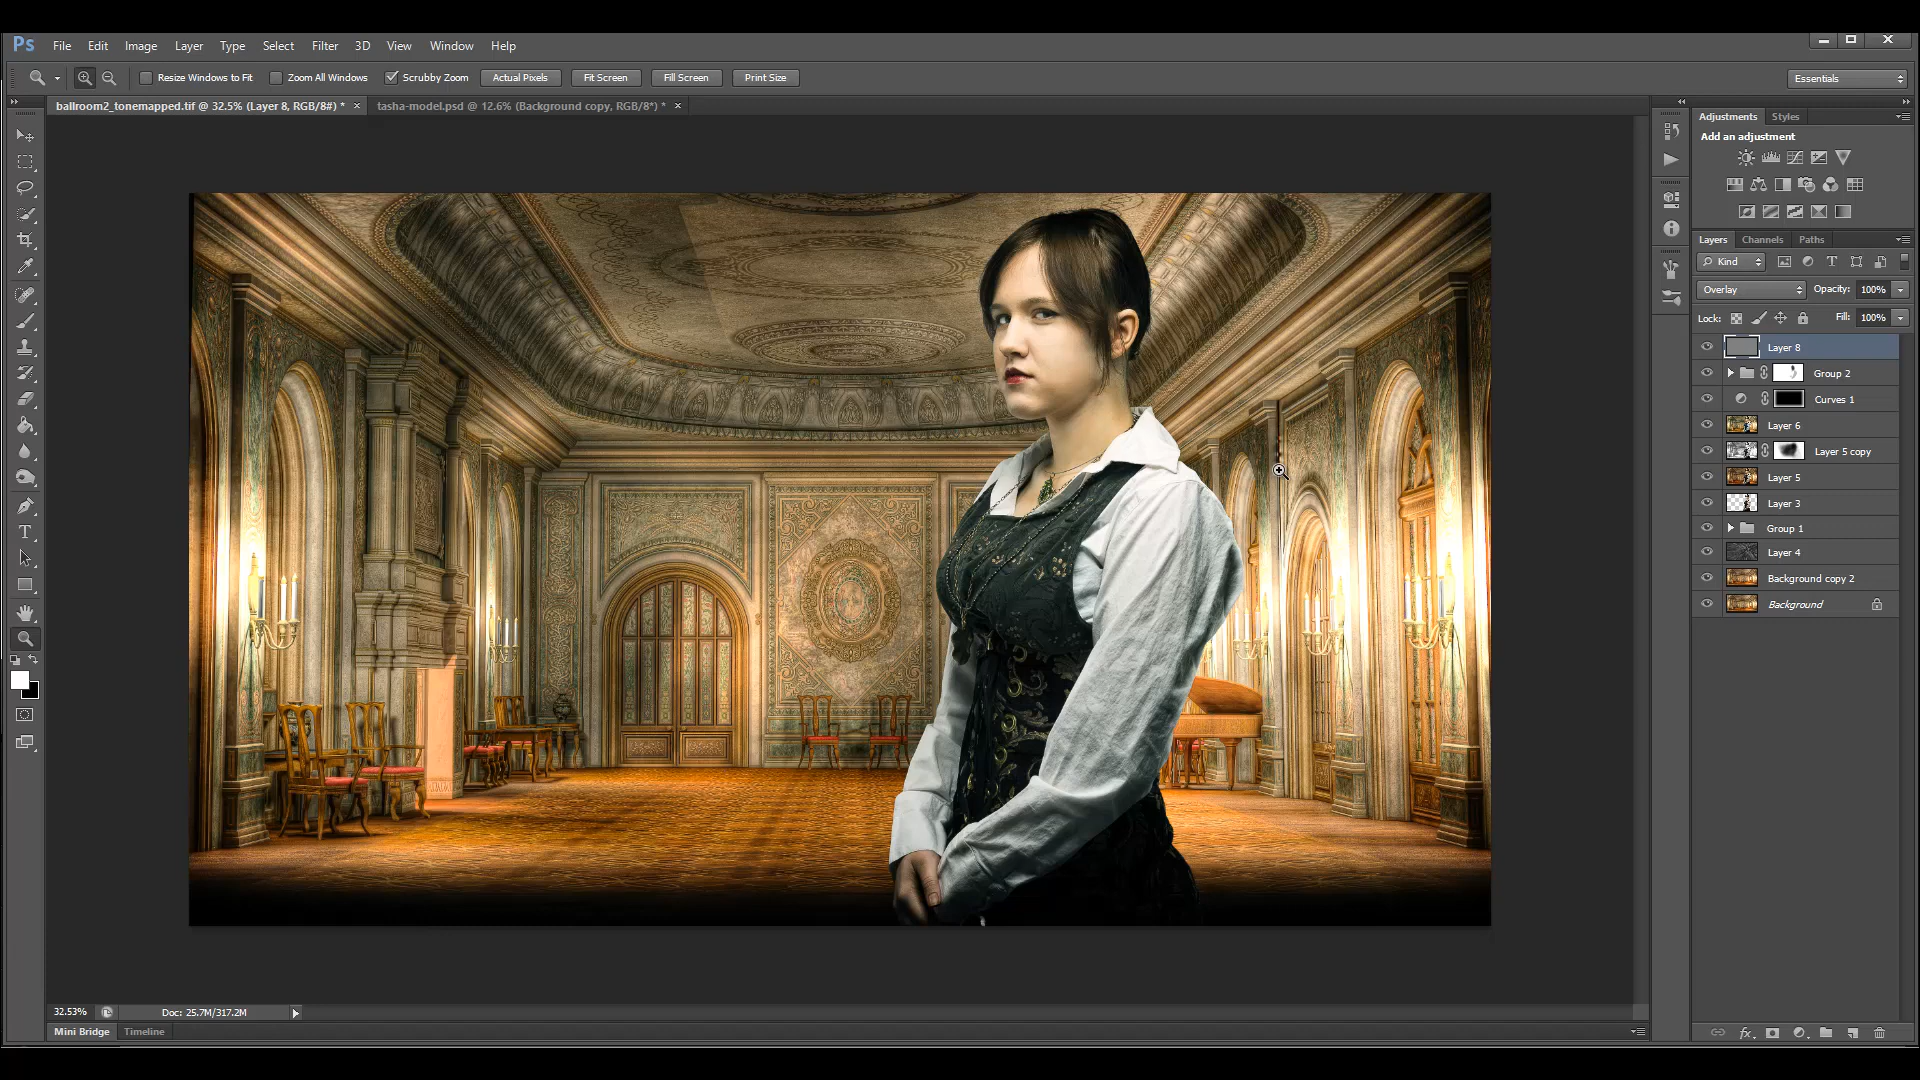 Ps File Edit Image Layer Type Select Filter 3D View Window Help
Resize Windows to Fit Zoom All Windows Scrubby Zoom Actual Pixels Fit Screen Fill Screen Print Size Essentials
ballroom2_tonemapped.tif @ 32.5% (Layer 8, RGB/8#) * × tasha-model.psd @ 12.6% (Background copy, RGB/8*) * ×
Adjustments Styles
Add an adjustment
Layers Channels Paths
Kind T
Overlay Opacity: 100%
Lock: Fill: 100%
Layer 8
Group 2
Curves 1
Layer 6
Layer 5 copy
Layer 5
Layer 3
Group 1
Layer 4
Background copy 2
Background
32.53% Doc: 25.7M/317.2M
Mini Bridge Timeline
fx